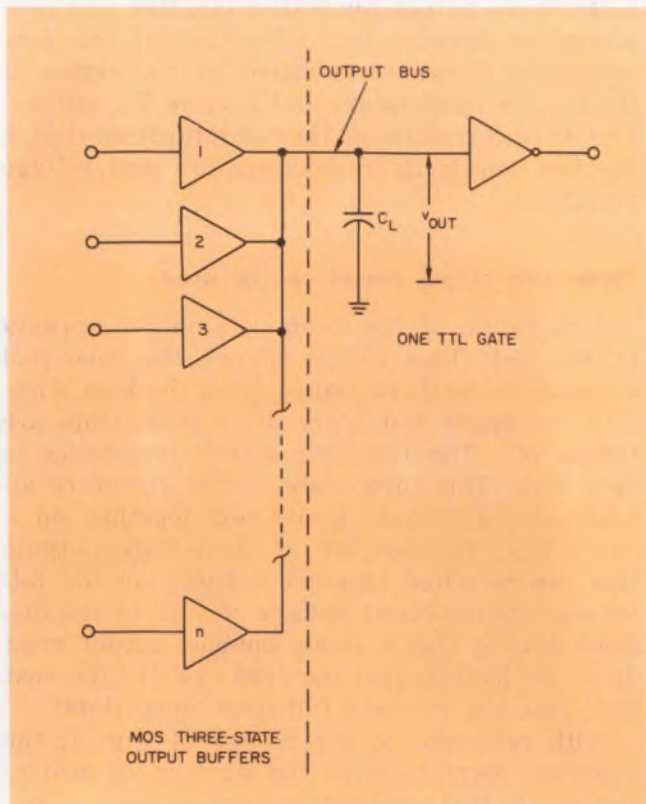 OUTPUT BUS
1
2
3
n
C_L
v_OUT
ONE TTL GATE
MOS THREE-STATE
OUTPUT BUFFERS